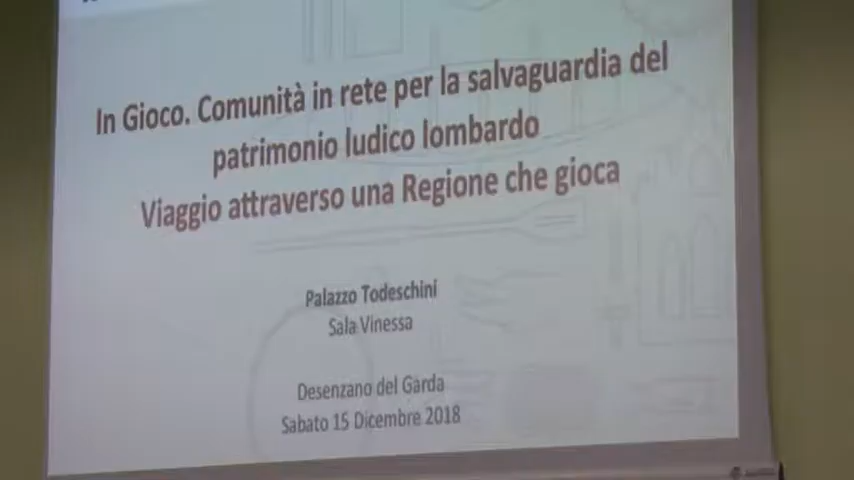 In Gioco. Comunità in rete per la salvaguardia del
patrimonio ludico lombardo
Viaggio attraverso una Regione che gioca
Palazzo Todeschini
Sala Vinessa
Desenzano del Garda
Sabato 15 Dicembre 2018